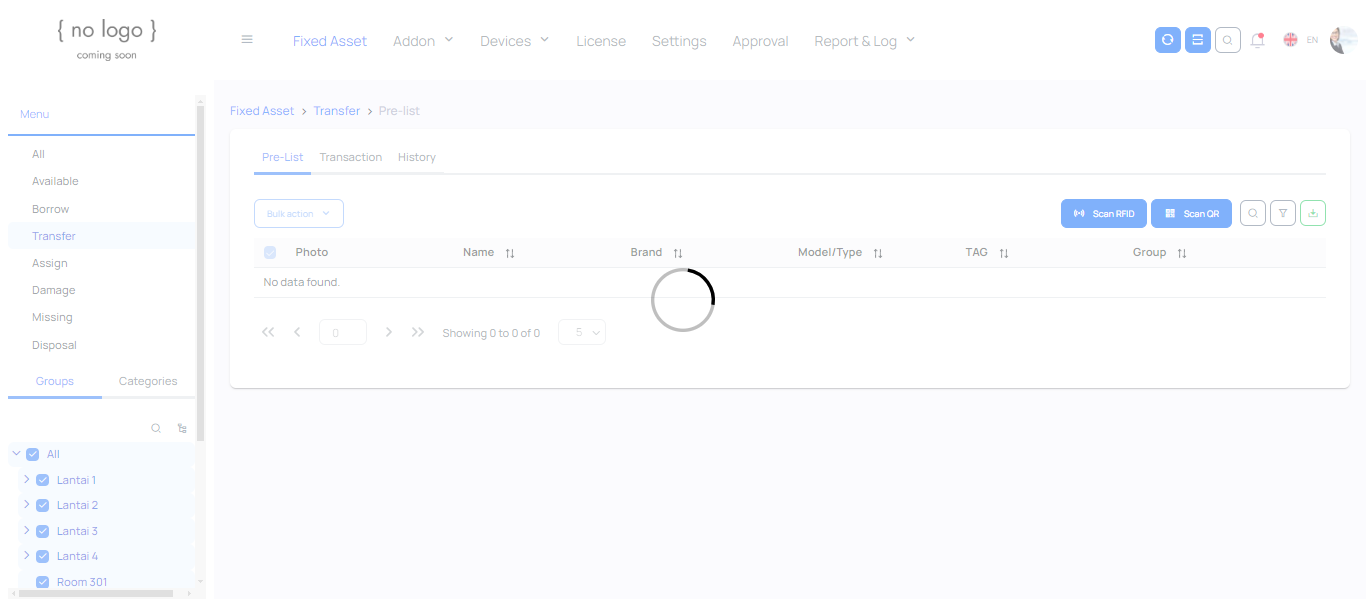 { no logo }
coming soon
Fixed Asset Addon Devices License Settings Approval Report & Log EN
Menu
All
Available
Borrow
Transfer
Assign
Damage
Missing
Disposal
Groups Categories
All
Lantai 1
Lantai 2
Lantai 3
Lantai 4
Room 301
Fixed Asset > Transfer > Pre-list
Pre-List Transaction History
Bulk action Scan RFID Scan QR
Photo Name Brand Model/Type TAG Group
No data found.
0 Showing 0 to 0 of 0 5